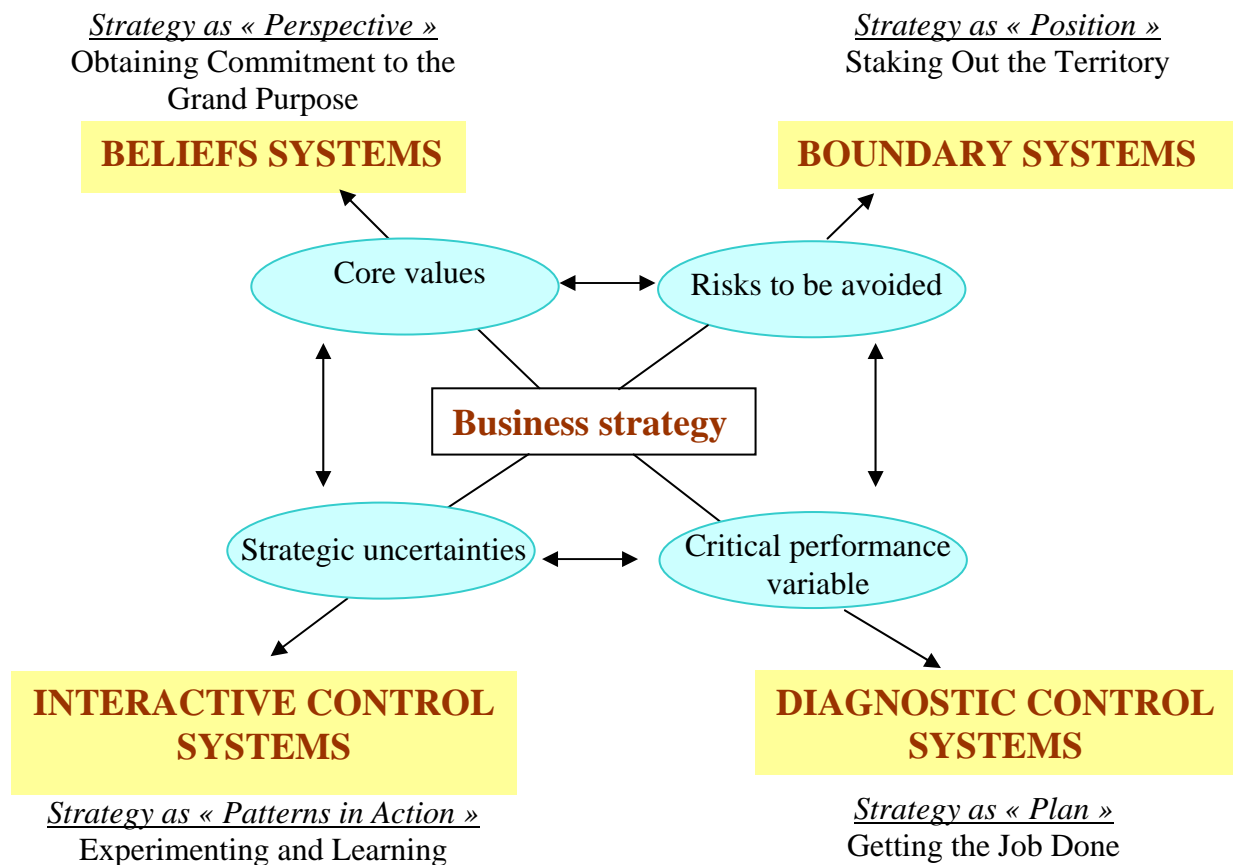 Strategy as « Perspective »
Obtaining Commitment to the
Grand Purpose
BELIEFS SYSTEMS
Strategy as « Position »
Staking Out the Territory
BOUNDARY SYSTEMS
Core values
Risks to be avoided
Business strategy
Strategic uncertainties
Critical performance
variable
INTERACTIVE CONTROL
SYSTEMS
Strategy as « Patterns in Action »
Experimenting and Learning
DIAGNOSTIC CONTROL
SYSTEMS
Strategy as « Plan »
Getting the Job Done